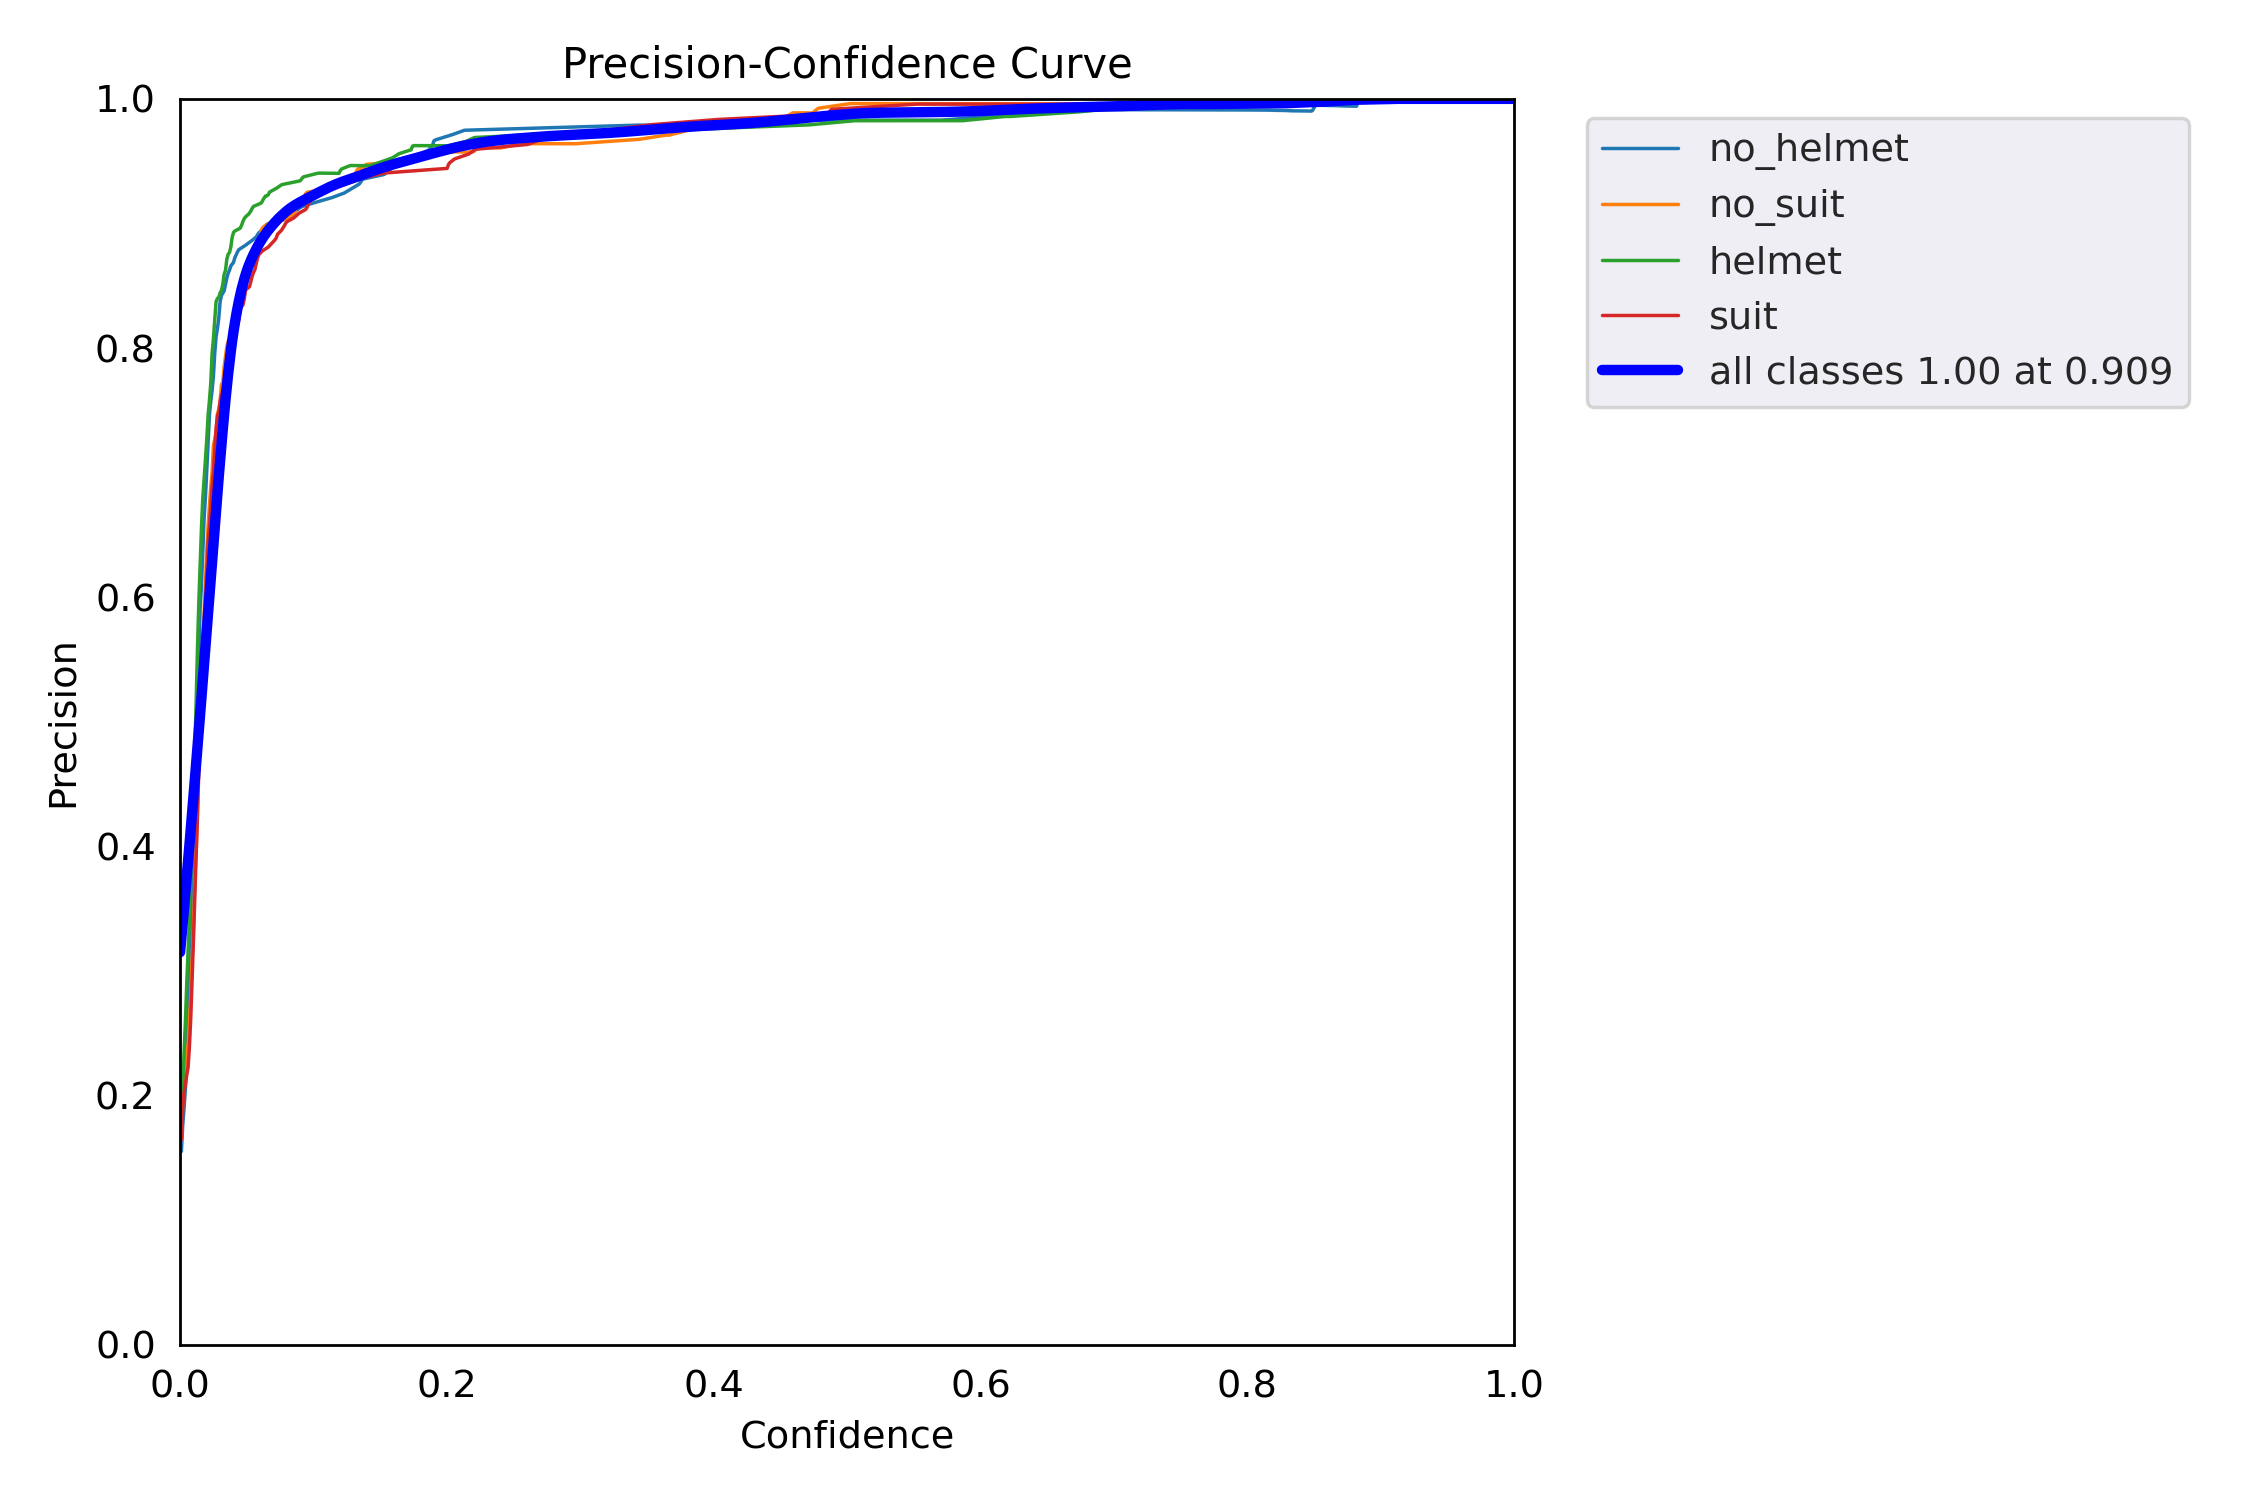 Precision-Confidence Curve
1.0
0.8
0.6
0.4
0.2
0.0
Precision
0.0 0.2 0.4 0.6 0.8 1.0
Confidence
no_helmet
no_suit
helmet
suit
all classes 1.00 at 0.909